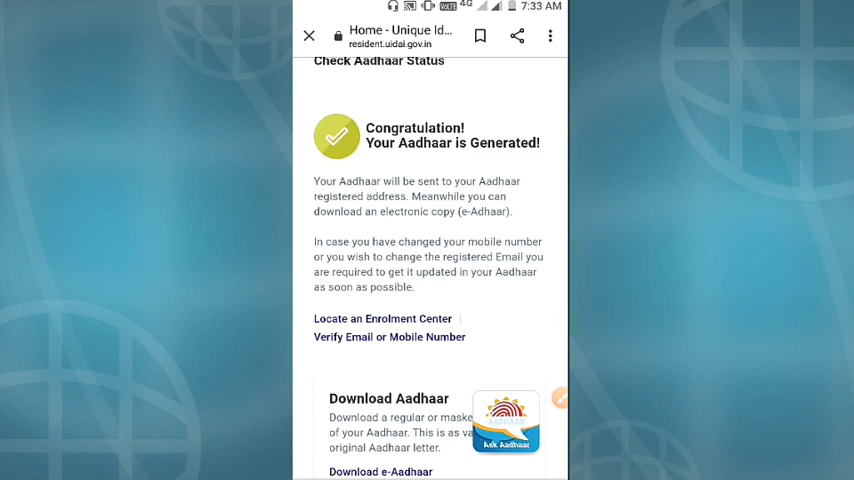 VoLTE 4G 7:33 AM
Home - Unique Id...
resident.uidai.gov.in
Check Aadhaar Status
Congratulation!
Your Aadhaar is Generated!
Your Aadhaar will be sent to your Aadhaar
registered address. Meanwhile you can
download an electronic copy (e-Adhaar).
In case you have changed your mobile number
or you wish to change the registered Email you
are required to get it updated in your Aadhaar
as soon as possible.
Locate an Enrolment Center
Verify Email or Mobile Number
Download Aadhaar
Download a regular or maske
of your Aadhaar. This is as va
original Aadhaar letter.
AADHAAR
Ask Aadhaar
Download e-Aadhaar